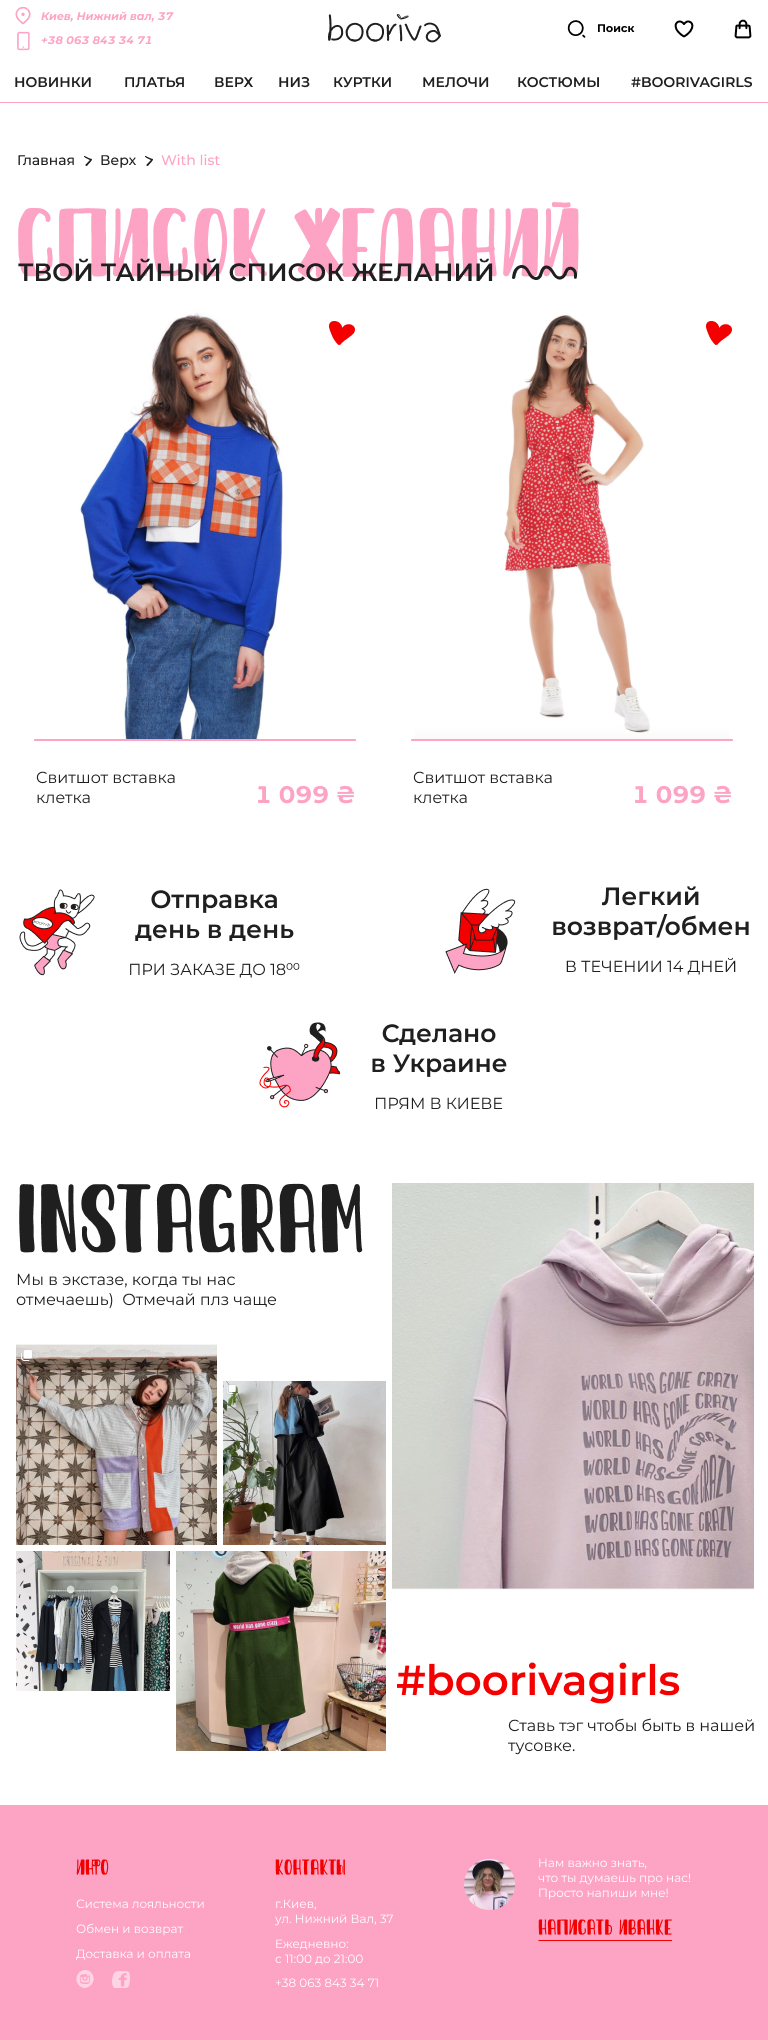 Киев, Нижний вал, 37
+38 063 843 34 71
booriva
Поиск
НОВИНКИ ПЛАТЬЯ ВЕРХ НИЗ КУРТКИ МЕЛОЧИ КОСТЮМЫ #BOORIVAGIRLS
Главная > Верх > With list
СПИСОК ЖЕЛАНИЙ
ТВОЙ ТАЙНЫЙ СПИСОК ЖЕЛАНИЙ
Свитшот вставка
клетка
1 099 ₴
Свитшот вставка
клетка
1 099 ₴
Отправка
день в день
ПРИ ЗАКАЗЕ ДО 18⁰⁰
Легкий
возврат/обмен
В ТЕЧЕНИИ 14 ДНЕЙ
Сделано
в Украине
ПРЯМ В КИЕВЕ
INSTAGRAM
Мы в экстазе, когда ты нас
отмечаешь) Отмечай плз чаще
WORLD HAS GONE CRAZY
WORLD HAS GONE CRAZY
WORLD HAS GONE CRAZY
WORLD HAS GONE CRAZY
WORLD HAS GONE CRAZY
WORLD HAS GONE CRAZY
WORLD HAS GONE CRAZY
ORIGINAL & FUN
world has gone crazy
#boorivagirls
Ставь тэг чтобы быть в нашей
тусовке.
ИНФО
Система лояльности
Обмен и возврат
Доставка и оплата
КОНТАКТЫ
г.Киев,
ул. Нижний Вал, 37
Ежедневно:
с 11:00 до 21:00
+38 063 843 34 71
Нам важно знать,
что ты думаешь про нас!
Просто напиши мне!
НАПИСАТЬ ИВАНКЕ